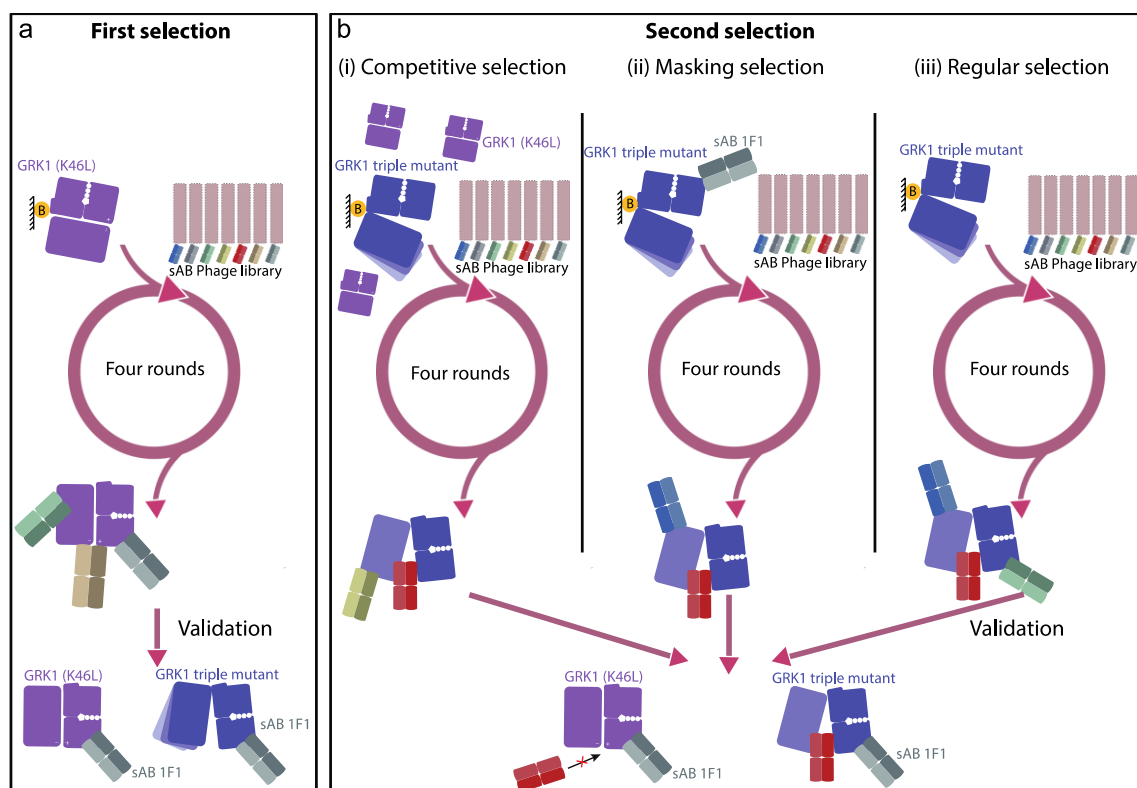 a
First selection
GRK1 (K46L)
B
sAB Phage library
Four rounds
Validation
GRK1 (K46L)
GRK1 triple mutant
sAB 1F1
sAB 1F1
b
Second selection
(i) Competitive selection
GRK1 (K46L)
GRK1 triple mutant
B
sAB Phage library
Four rounds
(ii) Masking selection
sAB 1F1
GRK1 triple mutant
B
sAB Phage library
Four rounds
(iii) Regular selection
GRK1 triple mutant
B
sAB Phage library
Four rounds
Validation
GRK1 (K46L)
sAB 1F1
GRK1 triple mutant
sAB 1F1